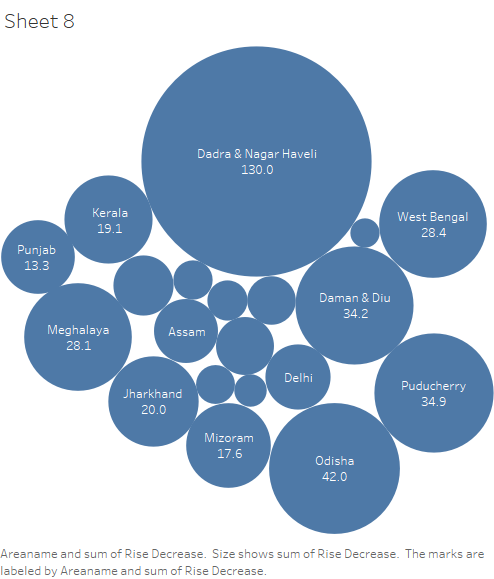 Sheet 8
Dadra & Nagar Haveli
130.0
Kerala
19.1
West Bengal
28.4
Punjab
13.3
Daman & Diu
34.2
Meghalaya
28.1
Assam
Delhi
Jharkhand
20.0
Puducherry
34.9
Mizoram
17.6
Odisha
42.0
Areaname and sum of Rise Decrease.  Size shows sum of Rise Decrease.  The marks are
labeled by Areaname and sum of Rise Decrease.